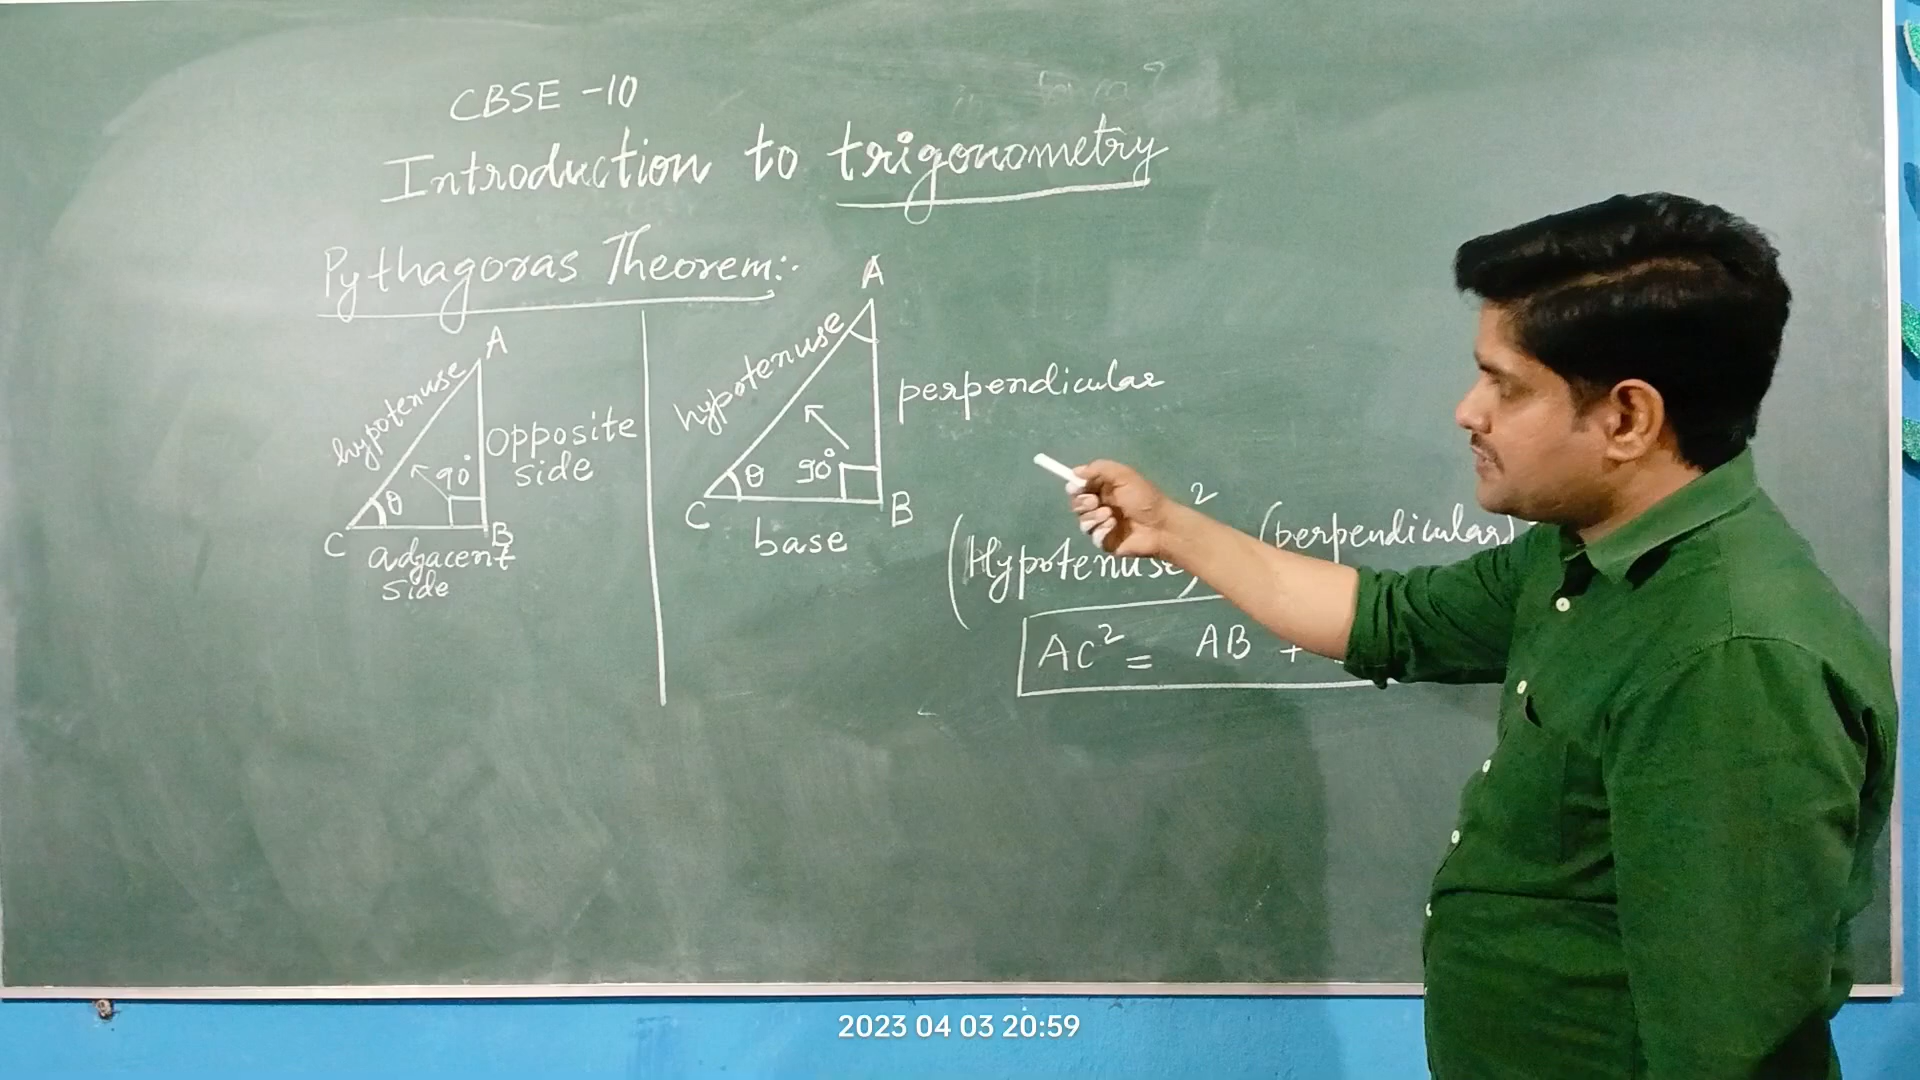 CBSE -10
Introduction to trigonometry
Pythagoras Theorem:.
A
hypotenuse
opposite
side
90°
θ
C
B
adjacent
side
A
hypotenuse
perpendicular
θ
90°
C
B
base
(Hypotenuse)² (perpendicular)
AC² = AB +
2023 04 03 20:59